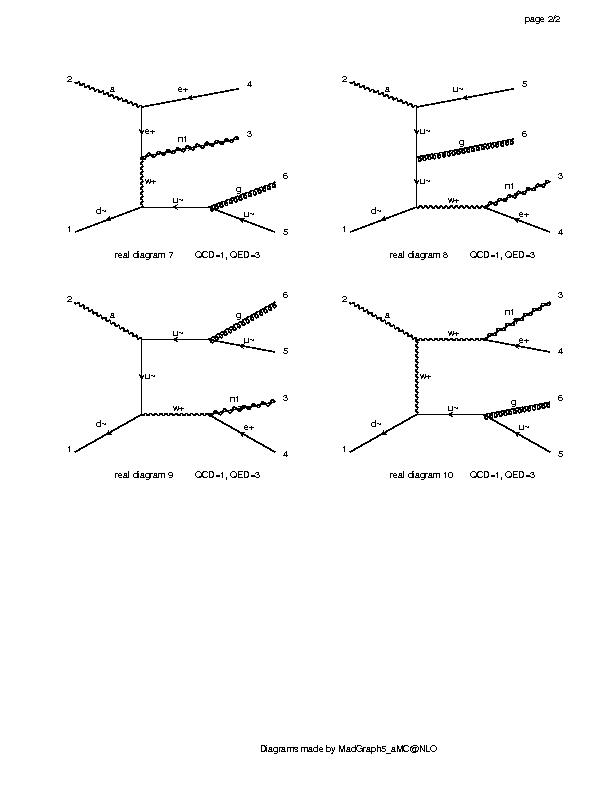 page 2/2
2 a e+ 4
e+ n1 3
w+ g 6
d~ u~ u~
1 5
real diagram 7 QCD=1, QED=3
2 a u~ 5
u~ g 6
u~ n1 3
d~ w+ e+
1 4
real diagram 8 QCD=1, QED=3
2 a g 6
u~ u~ 5
u~ n1 3
d~ w+ e+
1 4
real diagram 9 QCD=1, QED=3
2 a n1 3
w+ e+ 4
w+ g 6
d~ u~ u~
1 5
real diagram 10 QCD=1, QED=3
Diagrams made by MadGraph5_aMC@NLO